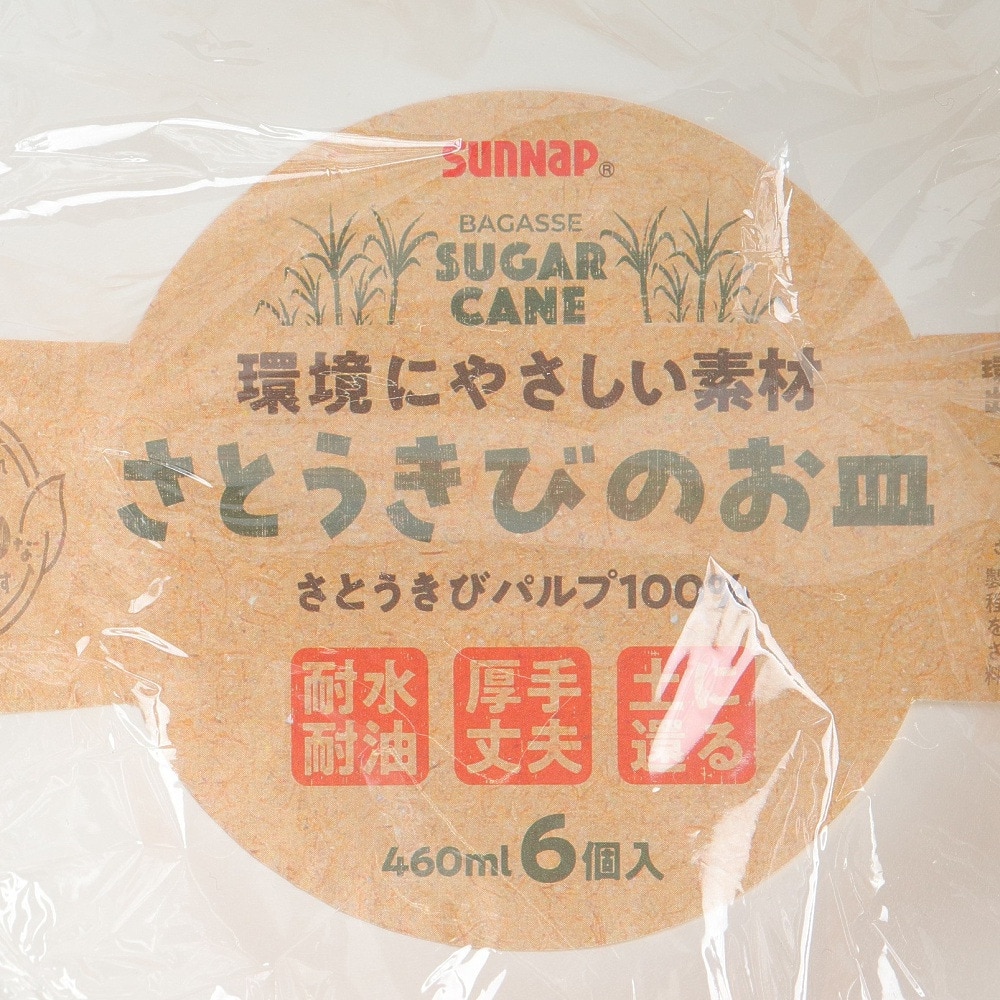 SUNNAP®
BAGASSE
SUGAR
CANE
環境にやさしい素材
さとうきびのお皿
さとうきびパルプ100%
耐水
耐油
厚手
丈夫
土に
還る
460ml 6個入